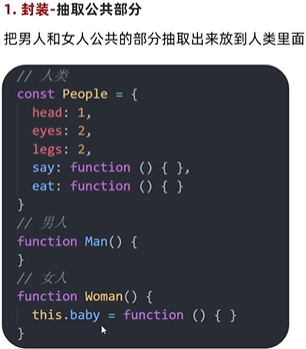 1. 封装-抽取公共部分
把男人和女人公共的部分抽取出来放到人类里面
// 人类
const People = {
head: 1,
eyes: 2,
legs: 2,
say: function () { },
eat: function () { }
}
// 男人
function Man() {
}
// 女人
function Woman() {
this.baby = function () { }
}